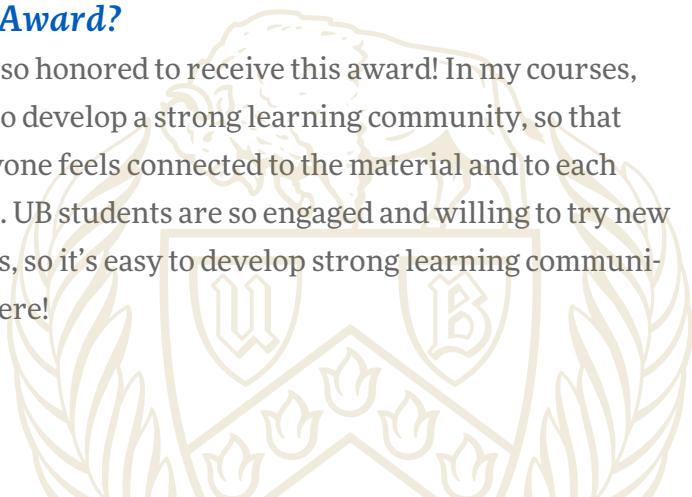 Award?
so honored to receive this award! In my courses,
o develop a strong learning community, so that
yone feels connected to the material and to each
. UB students are so engaged and willing to try new
s, so it's easy to develop strong learning communi-
ere!
U B